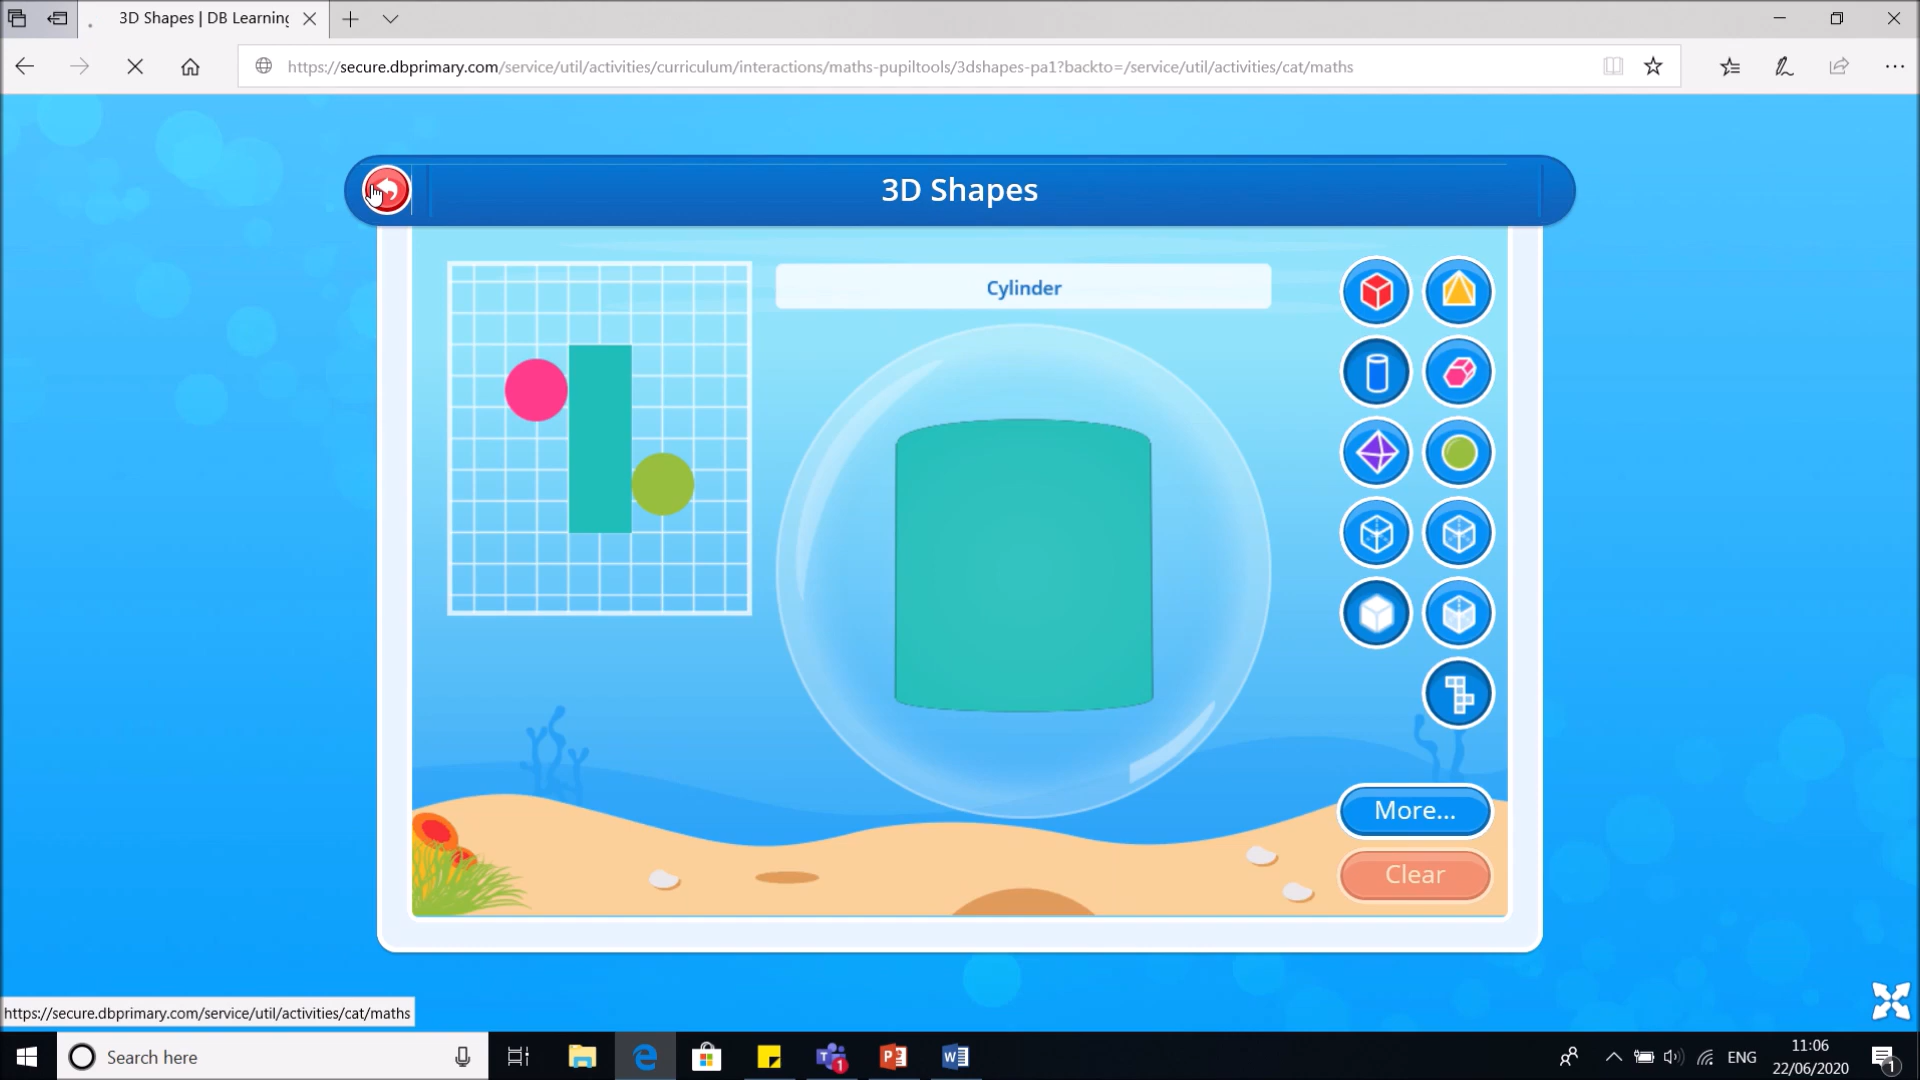 3D Shapes | DB Learning
https://secure.dbprimary.com/service/util/activities/curriculum/interactions/maths-pupiltools/3dshapes-pa1?backto=/service/util/activities/cat/maths
3D Shapes
Cylinder
More...
Clear
https://secure.dbprimary.com/service/util/activities/cat/maths
Search here
1
ENG
11:06
22/06/2020
1